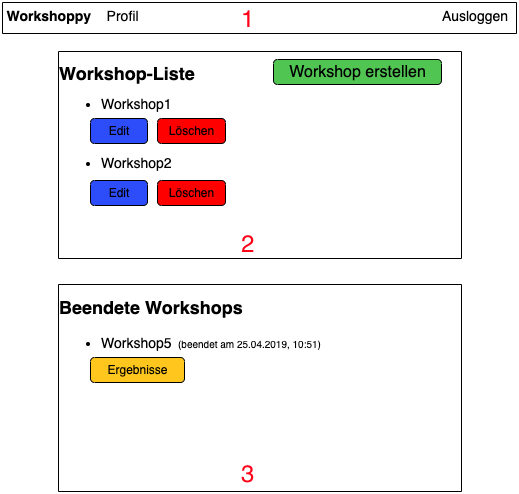 Workshoppy Profil 1 Ausloggen
Workshop-Liste Workshop erstellen
• Workshop1
Edit Löschen
• Workshop2
Edit Löschen
2
Beendete Workshops
• Workshop5 (beendet am 25.04.2019, 10:51)
Ergebnisse
3